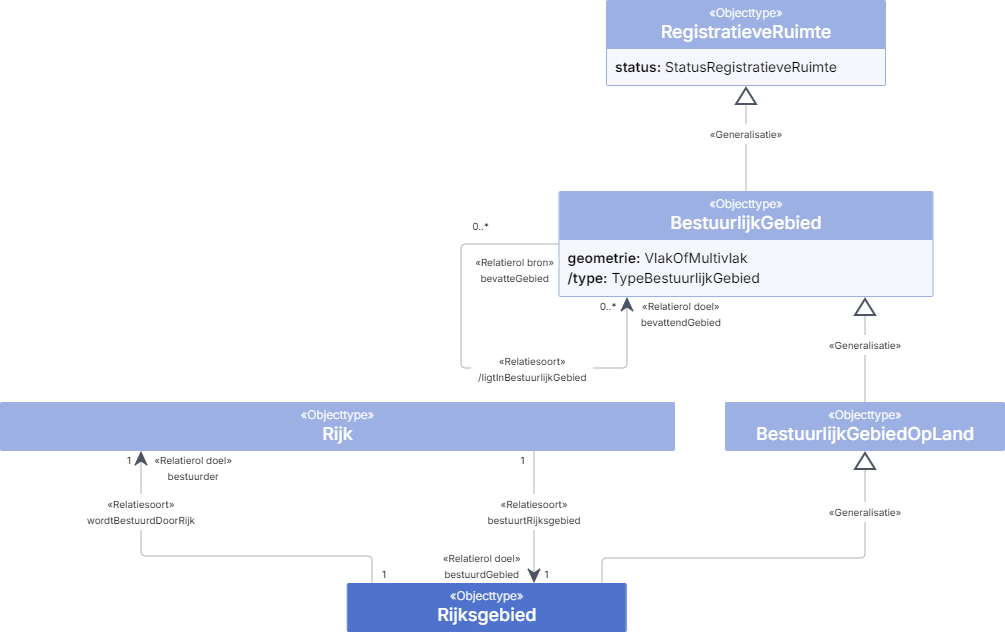 «Objecttype»
RegistratieveRuimte
status: StatusRegistratieveRuimte
«Generalisatie»
«Objecttype»
BestuurlijkGebied
geometrie: VlakOfMultivlak
/type: TypeBestuurlijkGebied
0..*
«Relatierol bron»
bevatteGebied
0..*
«Relatierol doel»
bevattendGebied
«Relatiesoort»
/ligtInBestuurlijkGebied
«Generalisatie»
«Objecttype»
Rijk
«Objecttype»
BestuurlijkGebiedOpLand
1
«Relatierol doel»
bestuurder
1
«Relatiesoort»
wordtBestuurdDoorRijk
«Relatiesoort»
bestuurtRijksgebied
«Generalisatie»
«Relatierol doel»
bestuurdGebied
1
1
«Objecttype»
Rijksgebied